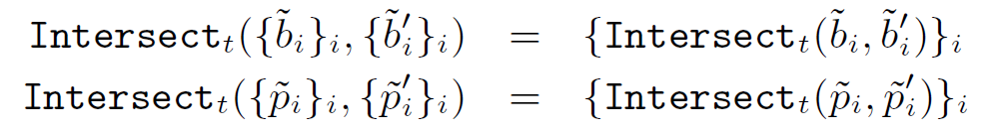 Intersect_t({b̃_i}_i, {b̃'_i}_i) = {Intersect_t(b̃_i, b̃'_i)}_i
Intersect_t({p̃_i}_i, {p̃'_i}_i) = {Intersect_t(p̃_i, p̃'_i)}_i